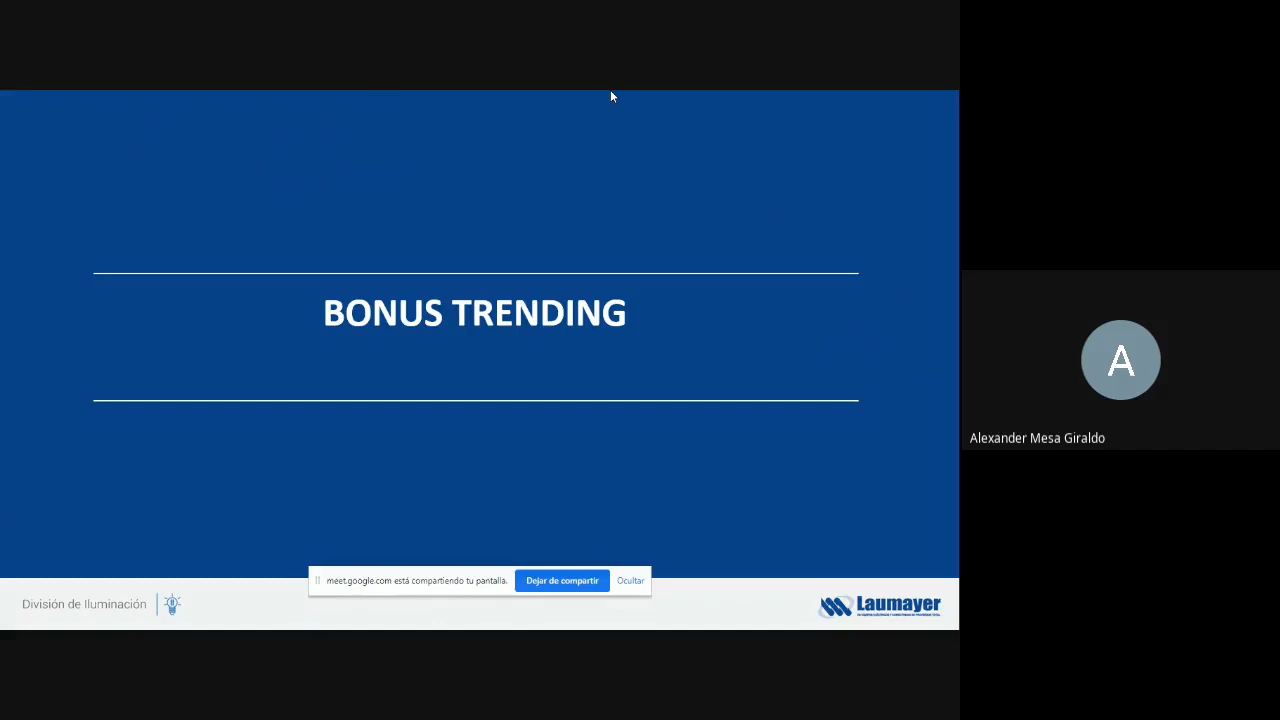 BONUS TRENDING
A
Alexander Mesa Giraldo
meet.google.com está compartiendo tu pantalla.
Dejar de compartir
Ocultar
División de Iluminación
Laumayer